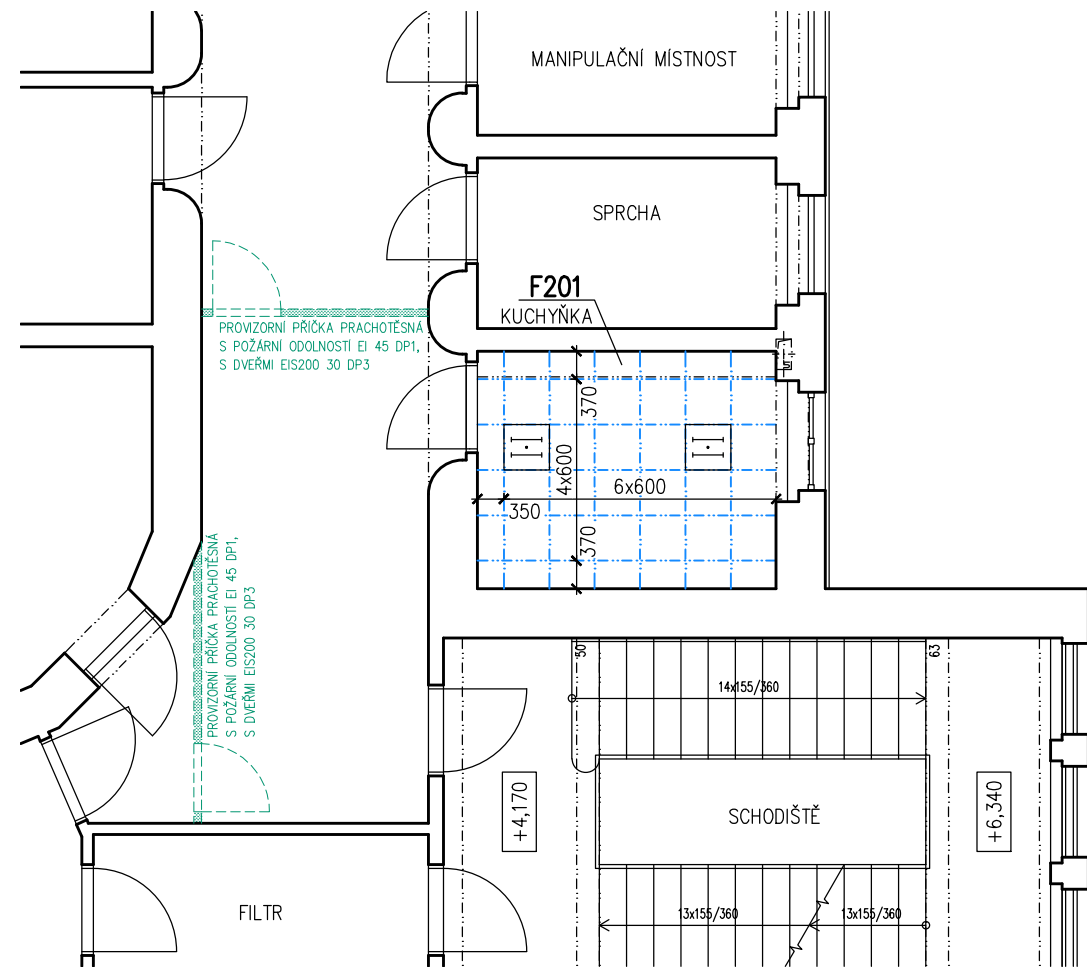 MANIPULAČNÍ MÍSTNOST
SPRCHA
F201
KUCHYŇKA
PROVIZORNÍ PŘÍČKA PRACHOTĚSNÁ
S POŽÁRNÍ ODOLNOSTÍ EI 45 DP1,
S DVEŘMI EIS200 30 DP3
370
4x600
6x600
350
370
PROVIZORNÍ PŘÍČKA PRACHOTĚSNÁ
S POŽÁRNÍ ODOLNOSTÍ EI 45 DP1,
S DVEŘMI EIS200 30 DP3
50
63
14x155/360
+4,170
SCHODIŠTĚ
+6,340
FILTR
13x155/360
13x155/360